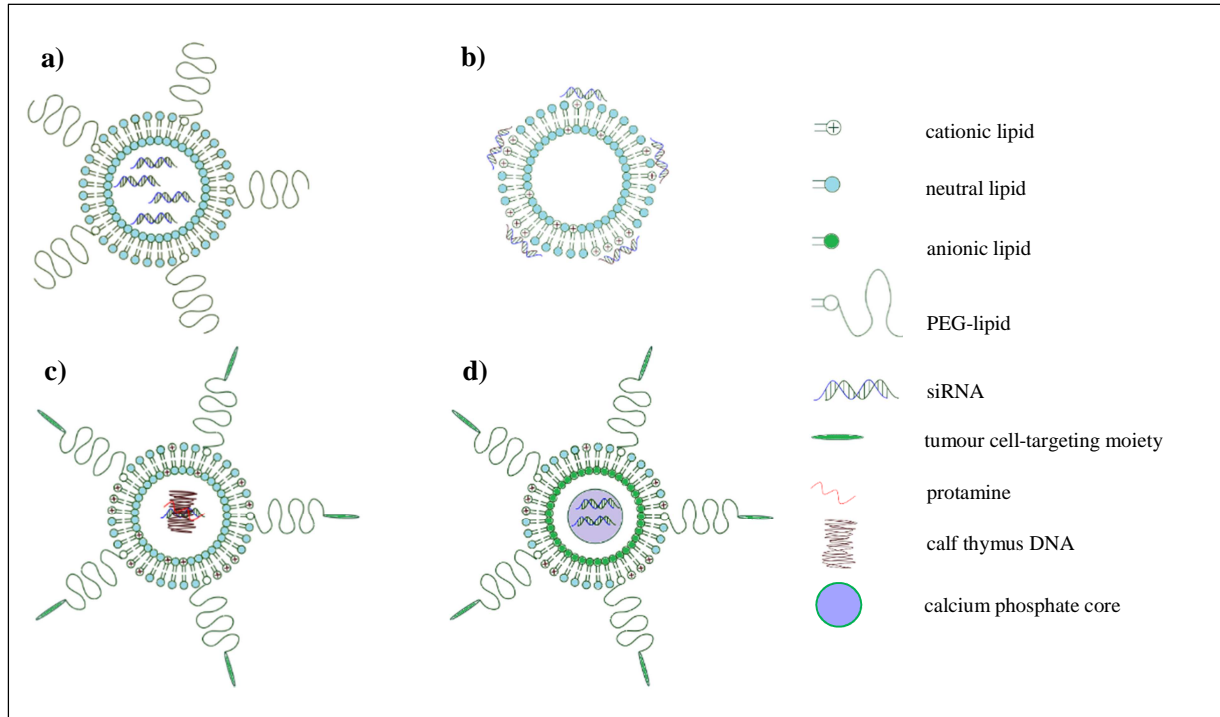 a)
b)
c)
d)
cationic lipid
neutral lipid
anionic lipid
PEG-lipid
siRNA
tumour cell-targeting moiety
protamine
calf thymus DNA
calcium phosphate core